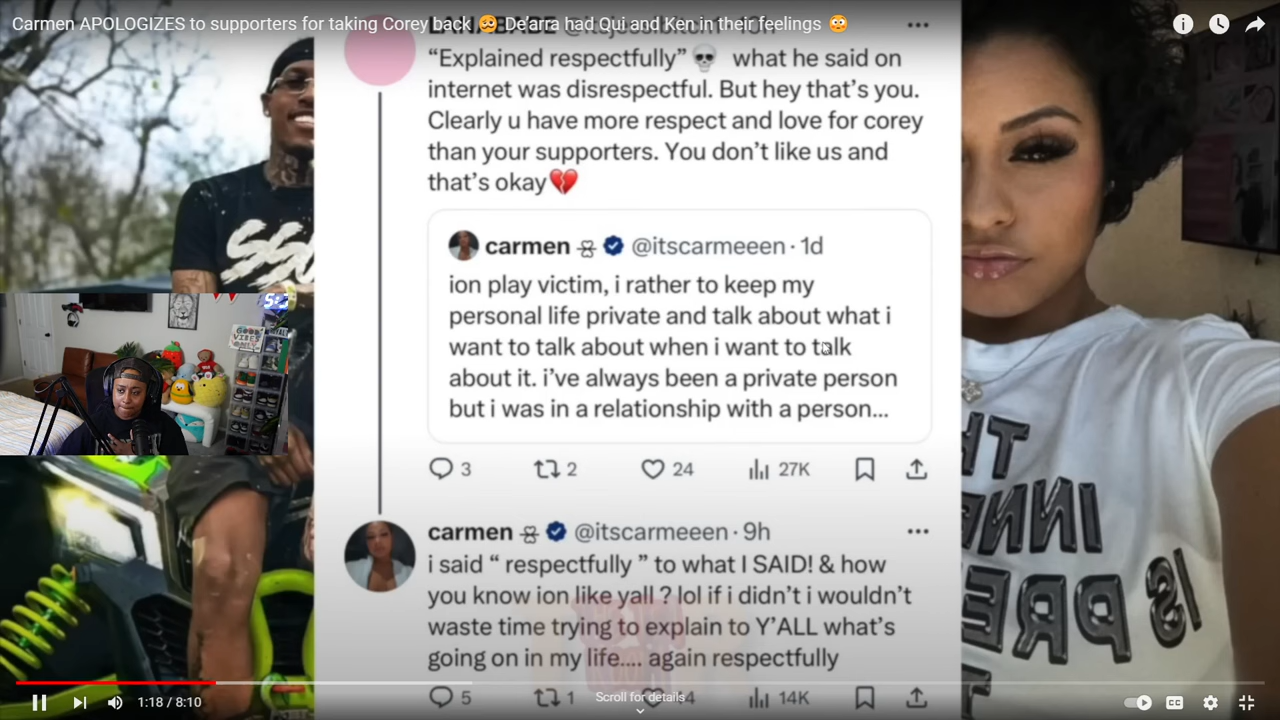 Carmen APOLOGIZES to supporters for taking Corey back 🥺 De'arra had Qui and Ken in their feelings 😳
“Explained respectfully” 💀 what he said on
internet was disrespectful. But hey that’s you.
Clearly u have more respect and love for corey
than your supporters. You don’t like us and
that’s okay💔
carmen @itscarmeeen · 1d
ion play victim, i rather to keep my
personal life private and talk about what i
want to talk about when i want to talk
about it. i’ve always been a private person
but i was in a relationship with a person...
3 2 24 27K
carmen @itscarmeeen · 9h
i said “ respectfully ” to what I SAID! & how
you know ion like yall ? lol if i didn’t i wouldn’t
waste time trying to explain to Y’ALL what’s
going on in my life.... again respectfully
5 1 14K
Scroll for details
1:18 / 8:10
CC
GOOD
VIBES
ONLY
IS